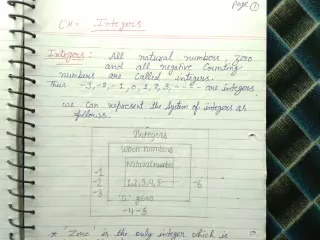 Page ①
CH- Integers
Integers: All natural numbers, zero
and all negative counting
numbers are called integers.
Thus -3, -2, -1, 0, 1, 2, 3, ---- are integers
We can represent the system of integers as
follows.
Integers
whole numbers
Natural number
1, 2, 3, 4, 5
-1
-2
-3
-6
'0' zero
-4 -5
* 'Zero' is the only integer which is